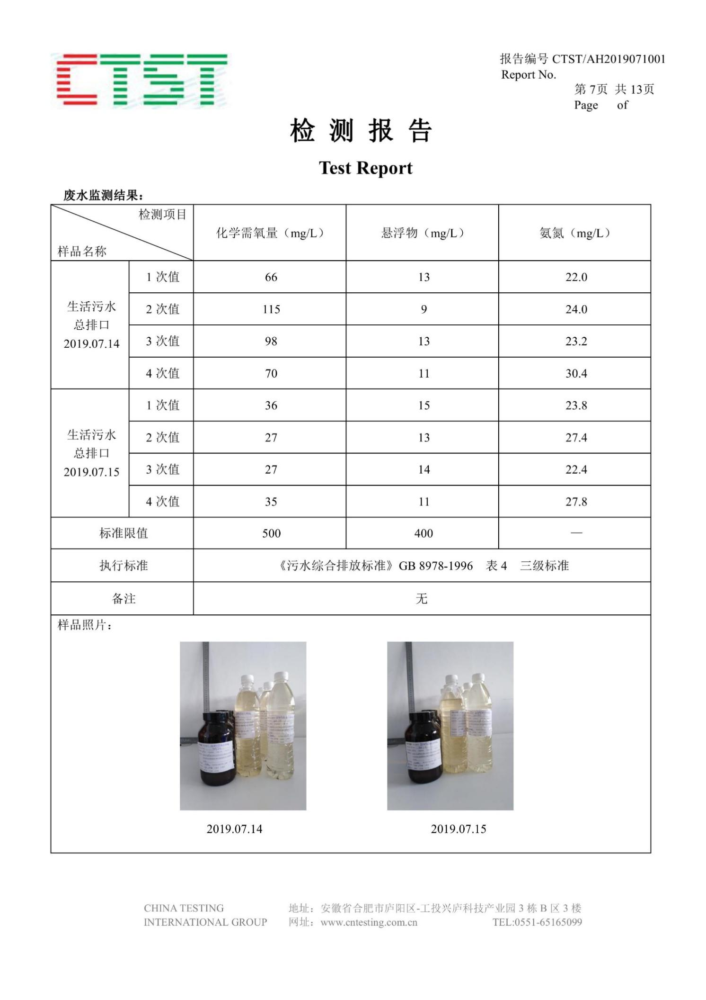 CTST
报告编号 CTST/AH2019071001
Report No.
第 7页 共 13页
Page of
检 测 报 告
Test Report
废水监测结果：
检测项目
样品名称
化学需氧量（mg/L） 悬浮物（mg/L） 氨氮（mg/L）
生活污水
总排口
2019.07.14
1 次值 66 13 22.0
2 次值 115 9 24.0
3 次值 98 13 23.2
4 次值 70 11 30.4
生活污水
总排口
2019.07.15
1 次值 36 15 23.8
2 次值 27 13 27.4
3 次值 27 14 22.4
4 次值 35 11 27.8
标准限值 500 400 —
执行标准 《污水综合排放标准》GB 8978-1996 表 4 三级标准
备注 无
样品照片：
2019.07.14 2019.07.15
CHINA TESTING 地址：安徽省合肥市庐阳区-工投兴庐科技产业园 3 栋 B 区 3 楼
INTERNATIONAL GROUP 网址：www.cntesting.com.cn TEL:0551-65165099